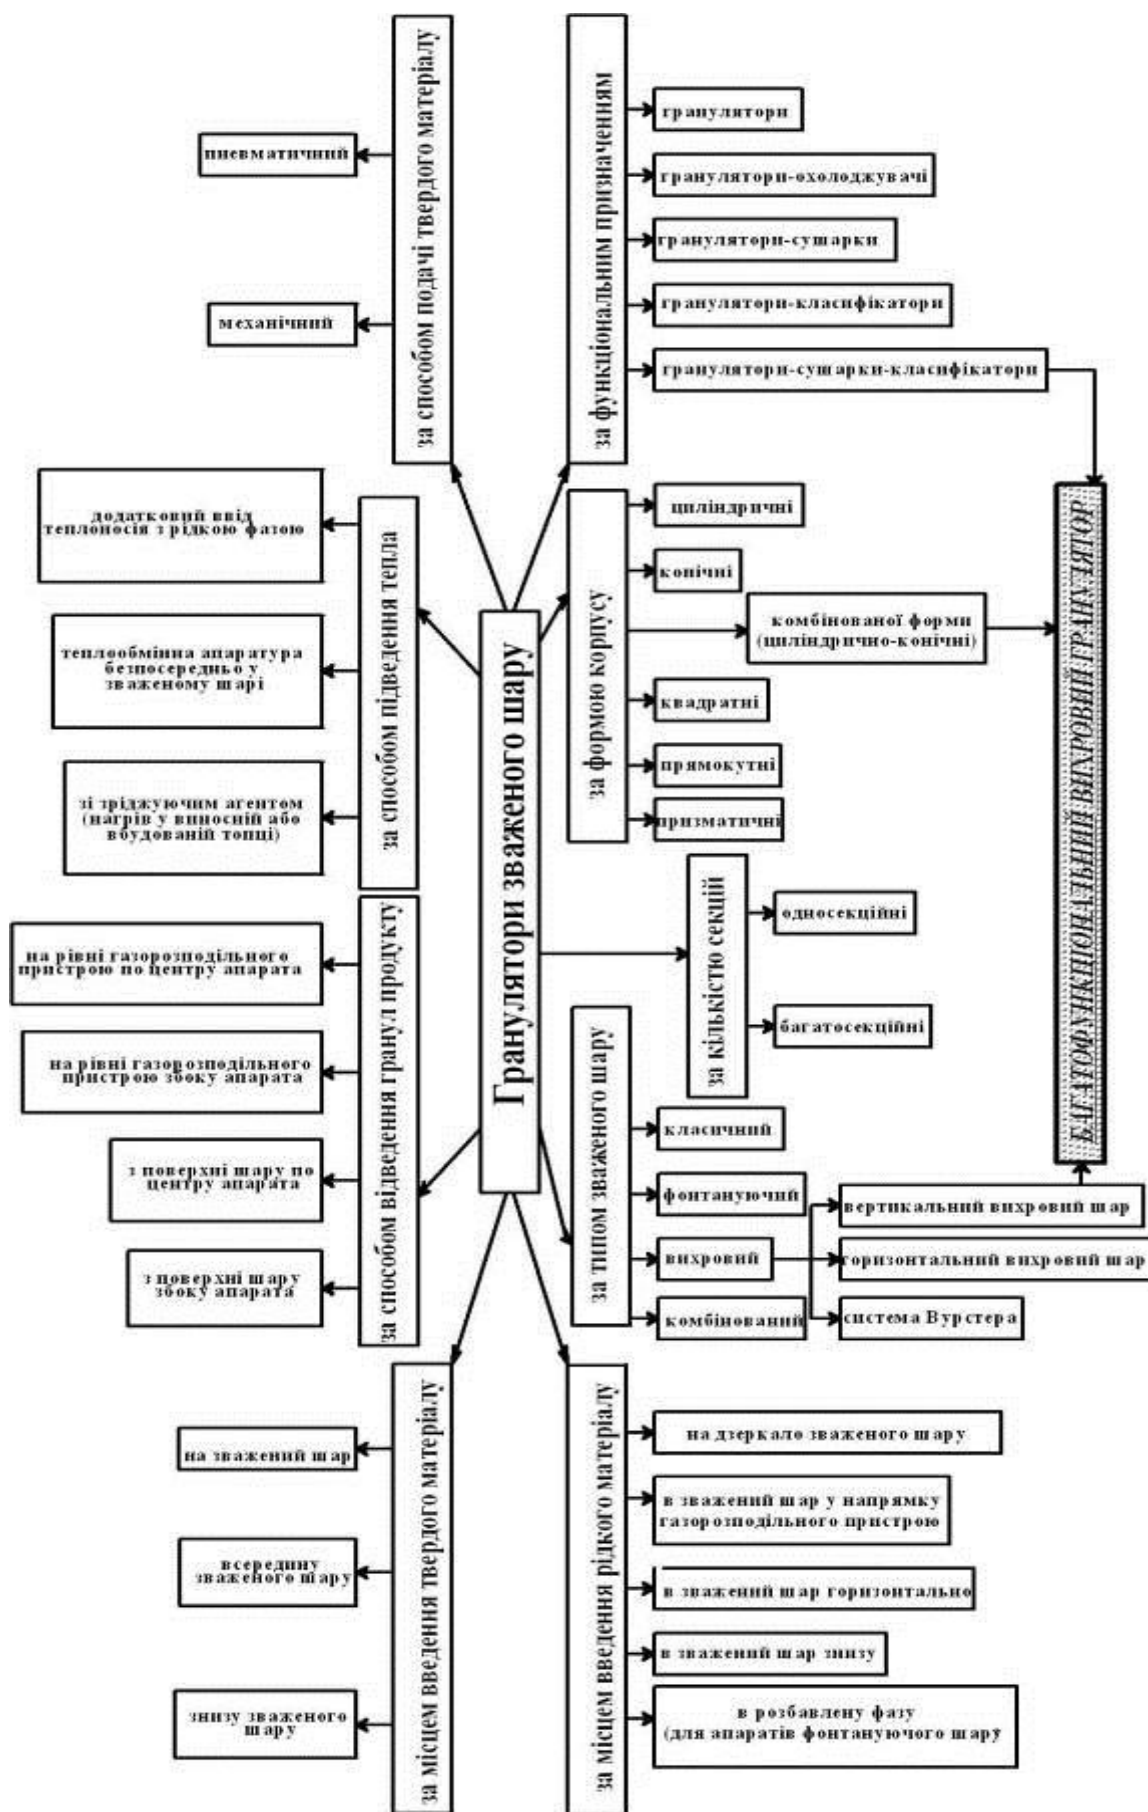 за способом подачі твердого матеріалу
пневматичний
механічний
за функціональним призначенням
гранулятори
гранулятори-охолоджувачі
гранулятори-сушарки
гранулятори-класифікатори
гранулятори-сушарки-класифікатори
за способом підведення тепла
додатковий ввід
теплоносія з рідкою фазою
теплообмінна апаратура
безпосередньо у
зваженому шарі
зі зріджуючим агентом
(нагрів у виносній або
вбудованій топці)
Гранулятори зваженого шару
за формою корпусу
циліндричні
конічні
комбінованої форми
(циліндрично-конічні)
квадратні
прямокутні
призматичні
БАГАТОФУНКЦІОНАЛЬНИЙ ВИХРОВИЙ ГРАНУЛЯТОР
за кількістю секцій
односекційні
багатосекційні
за способом відведення гранул продукту
на рівні газорозподільного
пристрою по центру апарата
на рівні газорозподільного
пристрою збоку апарата
з поверхні шару по
центру апарата
з поверхні шару
збоку апарата
за типом зваженого шару
класичний
фонтануючий
вихровий
комбінований
вертикальний вихровий шар
горизонтальний вихровий шар
система Вурстера
за місцем введення твердого матеріалу
на зважений шар
всередину
зваженого шару
знизу зваженого
шару
за місцем введення рідкого матеріалу
на дзеркало зваженого шару
в зважений шар у напрямку
газорозподільного пристрою
в зважений шар горизонтально
в зважений шар знизу
в розбавлену фазу
(для апаратів фонтануючого шару